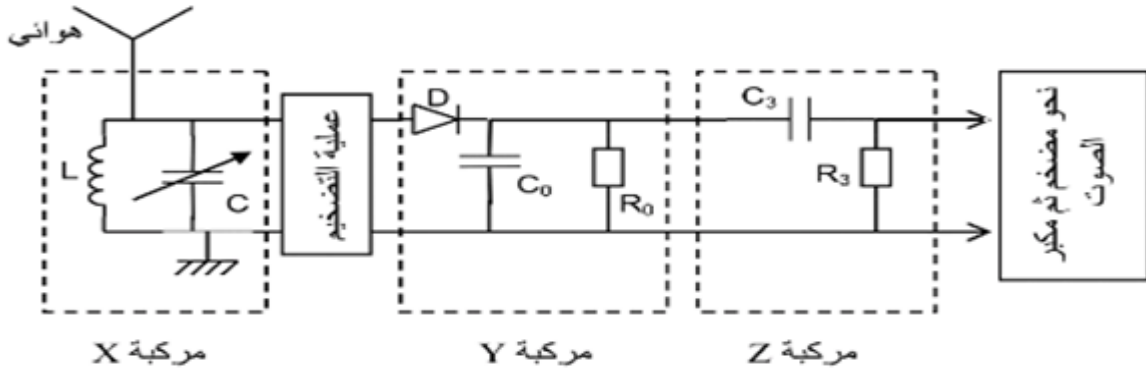 هوائي
L
C
عملية التضخيم
D
C₀
R₀
C₃
R₃
نحو مضخم ثم مكبر
الصوت
مركبة X
مركبة Y
مركبة Z